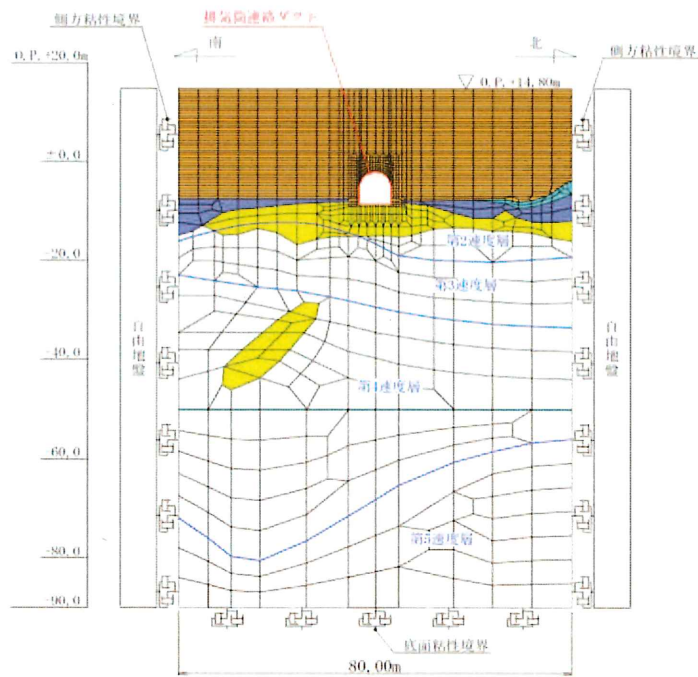 側方粘性境界
排気筒連絡ダクト
側方粘性境界
南
北
O.P.+20.0m
O.P.+14.80m
±0.0
-20.0
-40.0
-60.0
-80.0
-90.0
第2速度層
第3速度層
第4速度層
第5速度層
自由地盤
自由地盤
底面粘性境界
80.00m